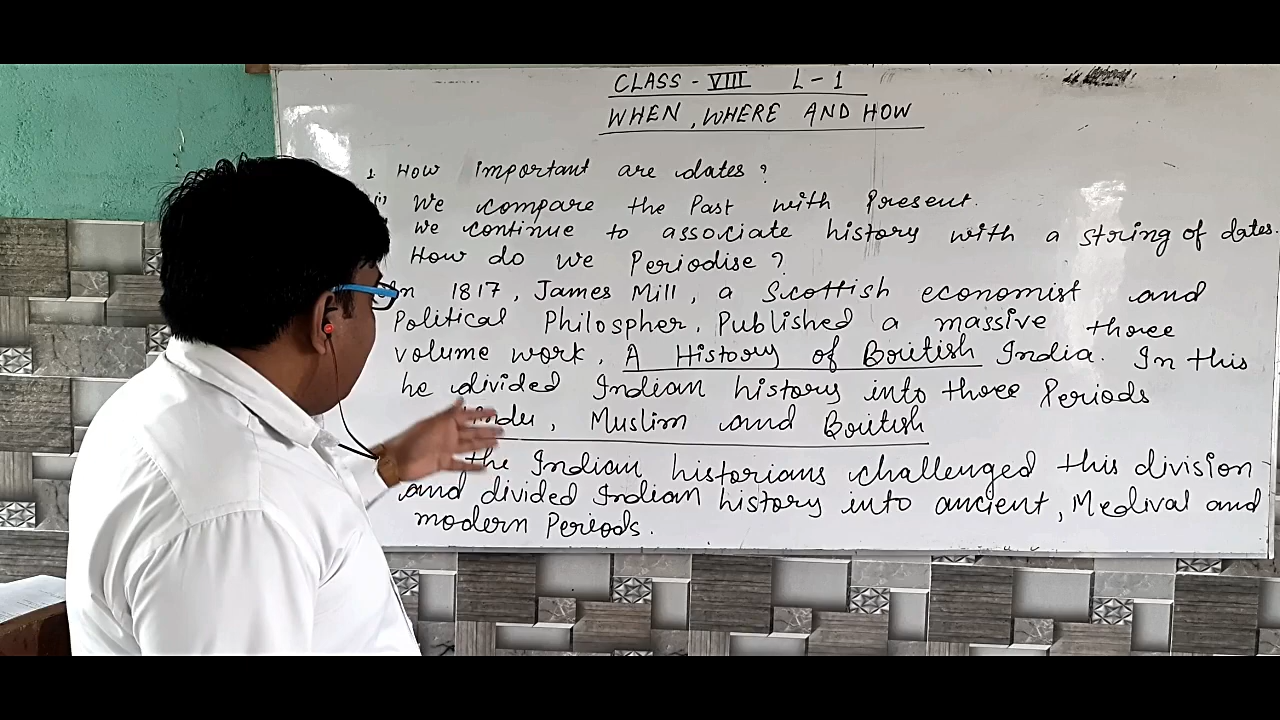 CLASS - VIII L - 1
WHEN, WHERE AND HOW
1 How important are dates?
(i) We compare the Past with Present.
We continue to associate history with a string of dates.
How do we Periodise?
In 1817, James Mill, a Scottish economist and
Political Philospher, Published a massive three
volume work, A History of British India. In this
he divided Indian history into three Periods
Hindu, Muslim and British
the Indian historians challenged this division
and divided Indian history into ancient, Medival and
modern Periods.